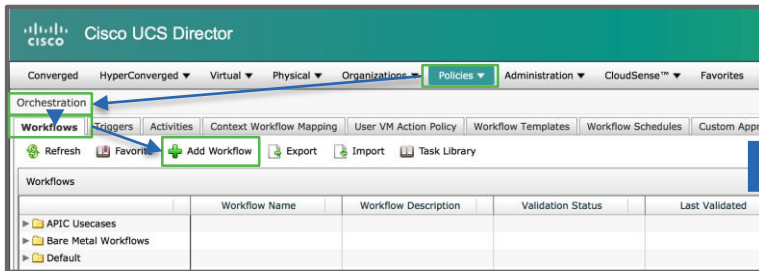 CISCO Cisco UCS Director
Converged HyperConverged Virtual Physical Organizations Policies Administration CloudSense™ Favorites
Orchestration
Workflows Triggers Activities Context Workflow Mapping User VM Action Policy Workflow Templates Workflow Schedules Custom Appr
Refresh Favorite Add Workflow Export Import Task Library
Workflows
Workflow Name Workflow Description Validation Status Last Validated
APIC Usecases
Bare Metal Workflows
Default